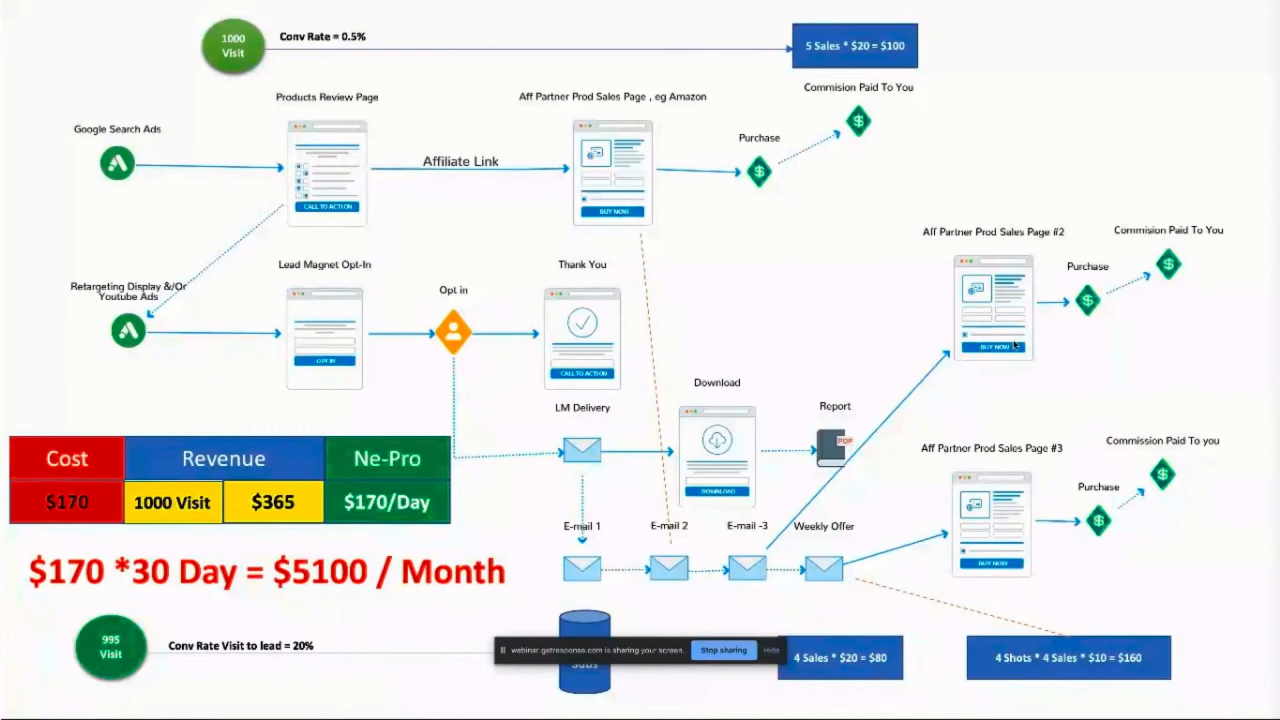 1000
Visit
Conv Rate = 0.5%
5 Sales * $20 = $100
Products Review Page
Aff Partner Prod Sales Page , eg Amazon
Commision Paid To You
Google Search Ads
Purchase
Affiliate Link
CALL TO ACTION
BUY NOW
Aff Partner Prod Sales Page #2
Commision Paid To You
Lead Magnet Opt-In
Thank You
Purchase
Retargeting Display &/Or
Youtube Ads
Opt in
OPT IN
CALL TO ACTION
BUY NOW
Download
LM Delivery
Report
PDF
Aff Partner Prod Sales Page #3
Commission Paid To you
Purchase
Cost
Revenue
Ne-Pro
$170
1000 Visit
$365
$170/Day
DOWNLOAD
E-mail 1
E-mail 2
E-mail -3
Weekly Offer
BUY NOW
$170 *30 Day = $5100 / Month
995
Visit
Conv Rate Visit to lead = 20%
webinar.getresponse.com is sharing your screen.
Stop sharing
Hide
Subs
4 Sales * $20 = $80
4 Shots * 4 Sales * $10 = $160